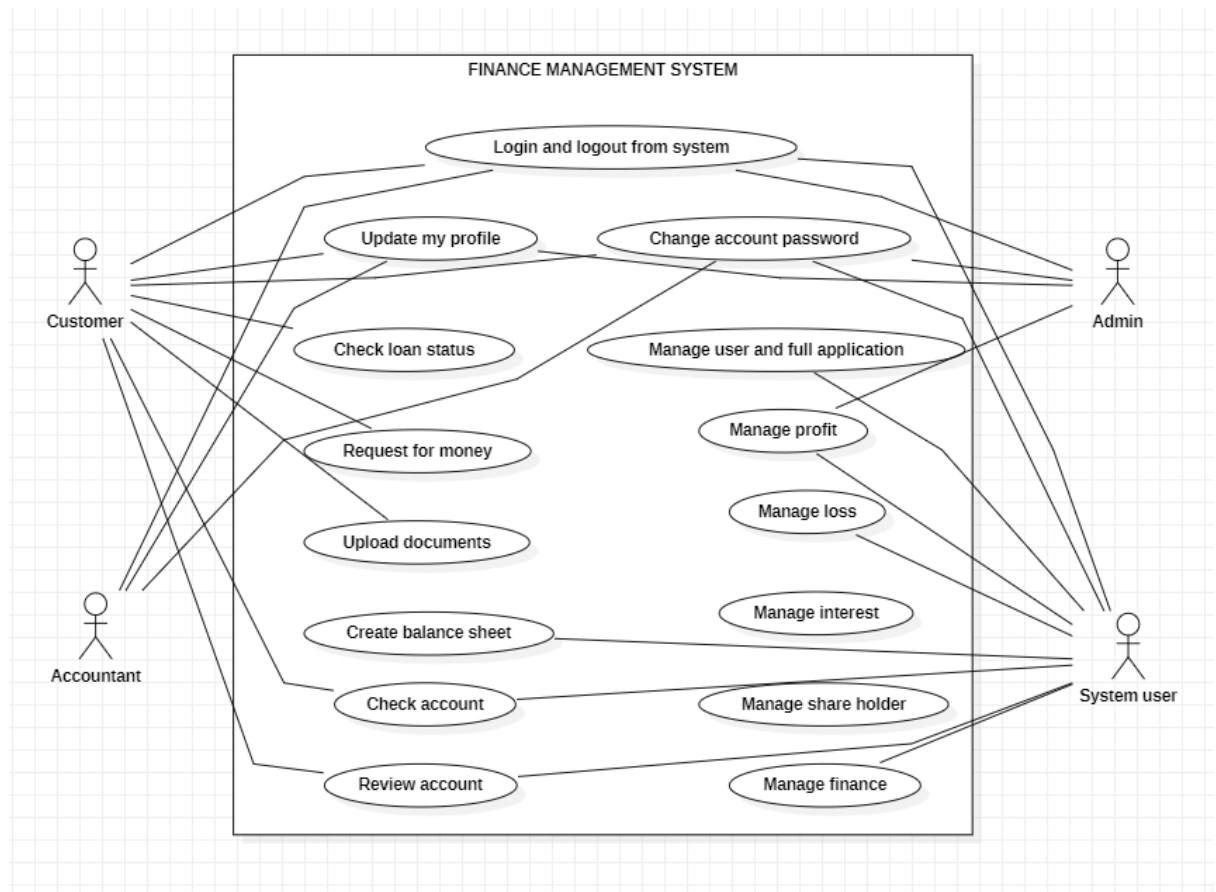 FINANCE MANAGEMENT SYSTEM
Login and logout from system
Update my profile
Change account password
Customer
Admin
Check loan status
Manage user and full application
Manage profit
Request for money
Manage loss
Upload documents
Manage interest
Create balance sheet
Accountant
System user
Check account
Manage share holder
Review account
Manage finance